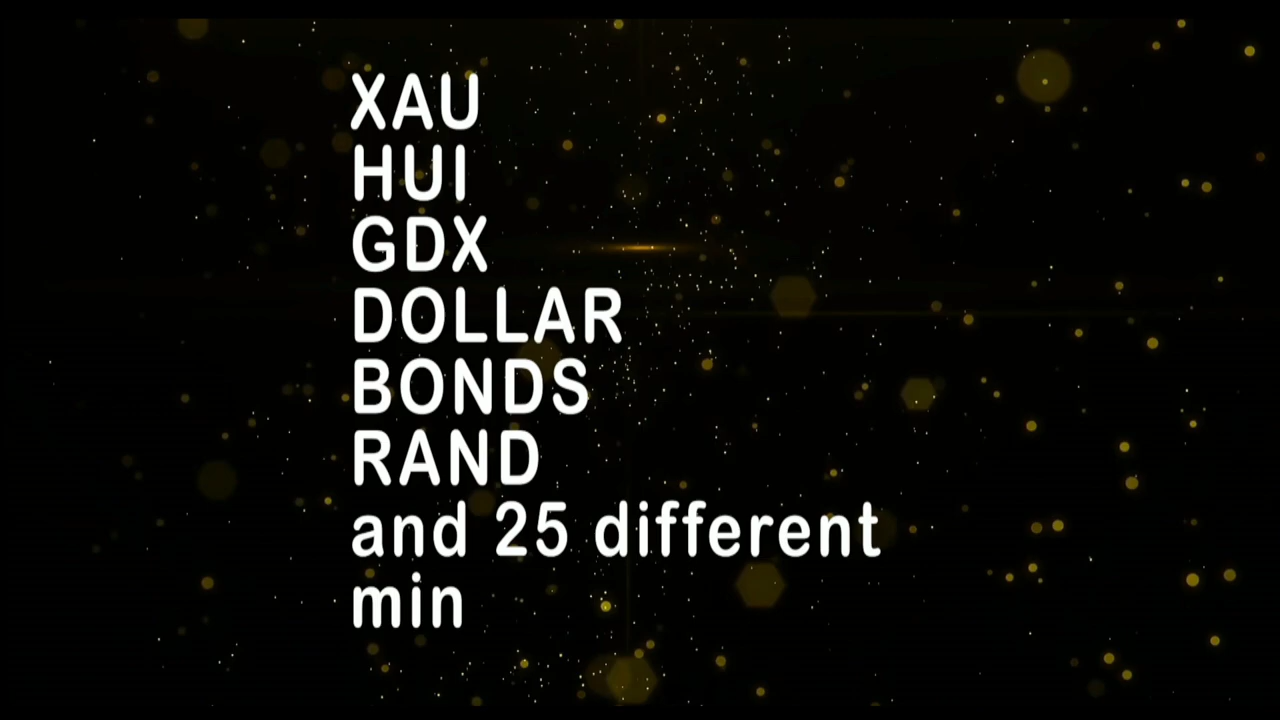 XAU
HUI
GDX
DOLLAR
BONDS
RAND
and 25 different
min